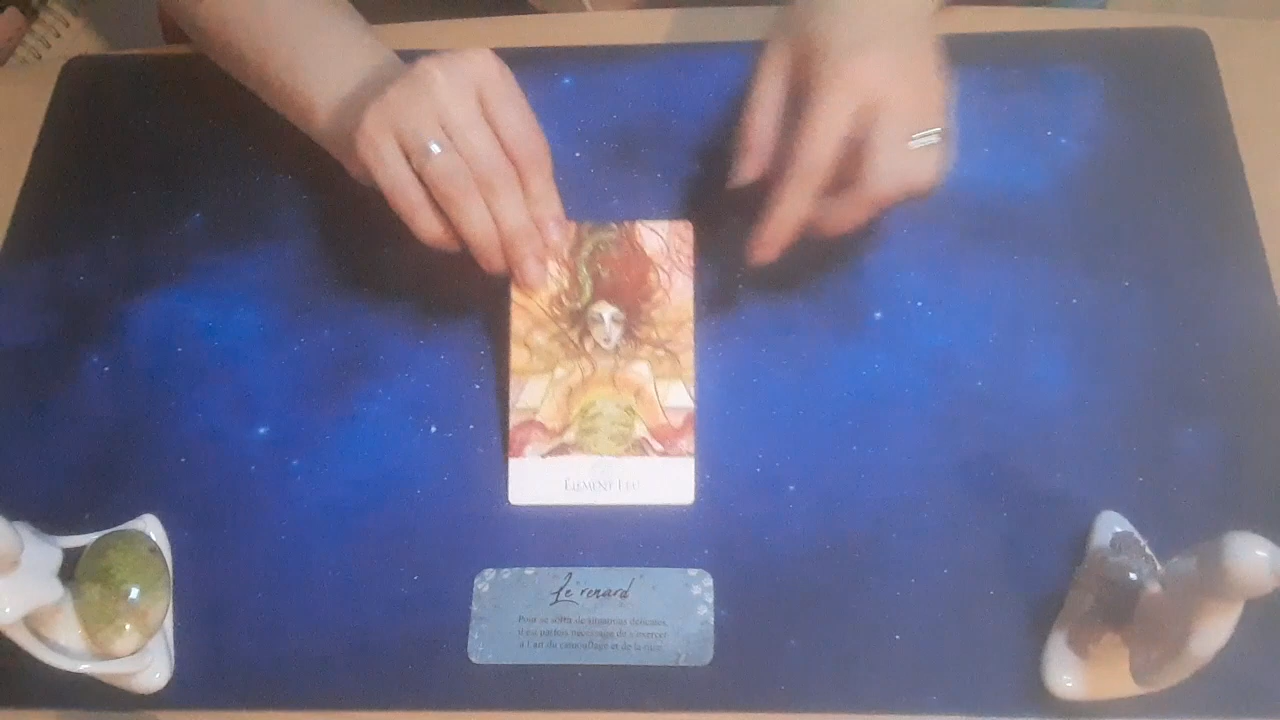 Élément Feu
Le renard
Pour se sortir de situations délicates,
il est parfois nécessaire de s'exercer
à l'art du camouflage et de la ruse.